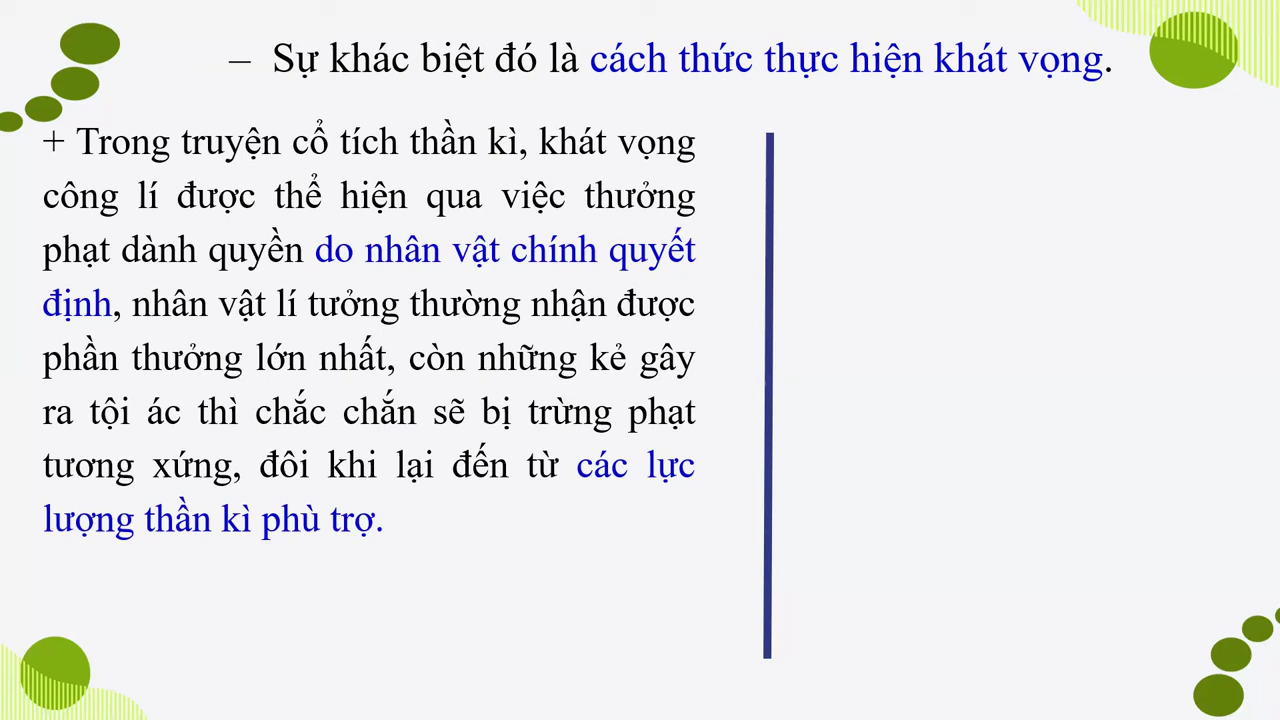 – Sự khác biệt đó là cách thức thực hiện khát vọng.
+ Trong truyện cổ tích thần kì, khát vọng
công lí được thể hiện qua việc thưởng
phạt dành quyền do nhân vật chính quyết
định, nhân vật lí tưởng thường nhận được
phần thưởng lớn nhất, còn những kẻ gây
ra tội ác thì chắc chắn sẽ bị trừng phạt
tương xứng, đôi khi lại đến từ các lực
lượng thần kì phù trợ.